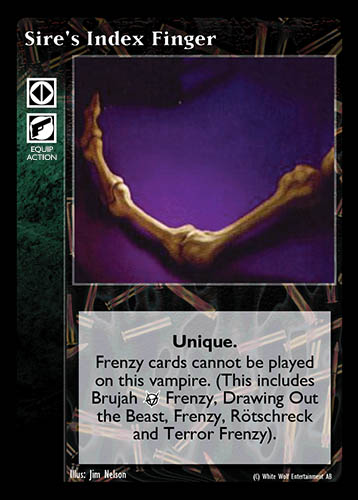 Sire's Index Finger
EQUIP
ACTION
Unique.
Frenzy cards cannot be played
on this vampire. (This includes
Brujah Frenzy, Drawing Out
the Beast, Frenzy, Rötschreck
and Terror Frenzy).
Illus: Jim Nelson
(C) White Wolf Entertainment AB